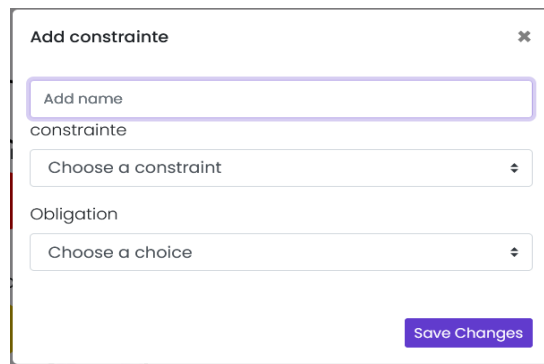 Add constrainte
Add name
constrainte
Choose a constraint
Obligation
Choose a choice
Save Changes